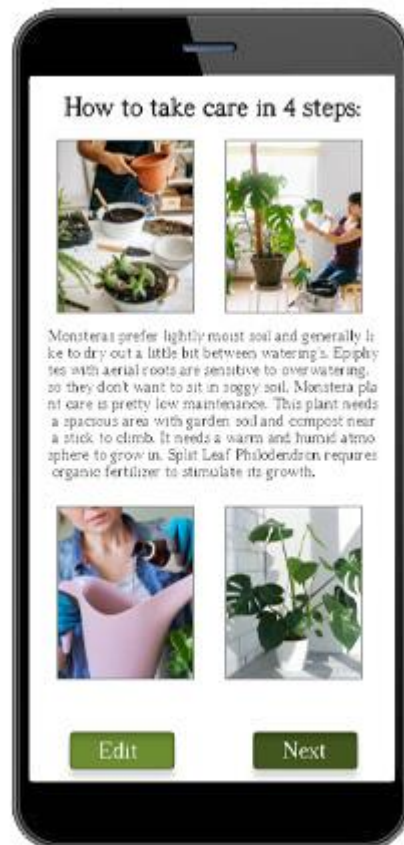 How to take care in 4 steps:
Monsteras prefer lightly moist soil and generally li
ke to dry out a little bit between watering's. Epiphy
tes with aerial roots are sensitive to overwatering,
so they don't want to sit in soggy soil. Monstera pla
nt care is pretty low maintenance. This plant needs
a spacious area with garden soil and compost near
a stick to climb. It needs a warm and humid atmo
sphere to grow in. Split Leaf Philodendron requires
organic fertilizer to stimulate its growth.
Edit
Next